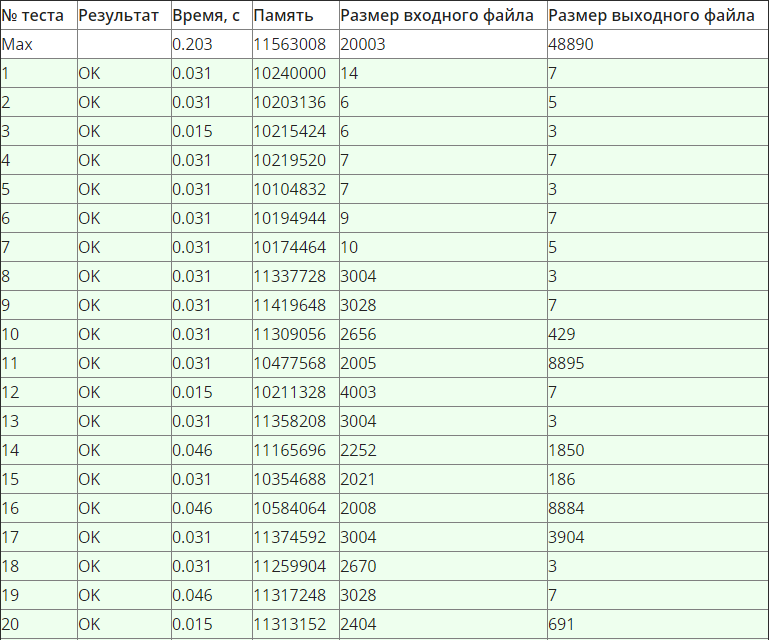 № теста Результат Время, с Память Размер входного файла Размер выходного файла
Max 0.203 11563008 20003 48890
1 OK 0.031 10240000 14 7
2 OK 0.031 10203136 6 5
3 OK 0.015 10215424 6 3
4 OK 0.031 10219520 7 7
5 OK 0.031 10104832 7 3
6 OK 0.031 10194944 9 7
7 OK 0.031 10174464 10 5
8 OK 0.031 11337728 3004 3
9 OK 0.031 11419648 3028 7
10 OK 0.031 11309056 2656 429
11 OK 0.031 10477568 2005 8895
12 OK 0.015 10211328 4003 7
13 OK 0.031 11358208 3004 3
14 OK 0.046 11165696 2252 1850
15 OK 0.031 10354688 2021 186
16 OK 0.046 10584064 2008 8884
17 OK 0.031 11374592 3004 3904
18 OK 0.031 11259904 2670 3
19 OK 0.046 11317248 3028 7
20 OK 0.015 11313152 2404 691